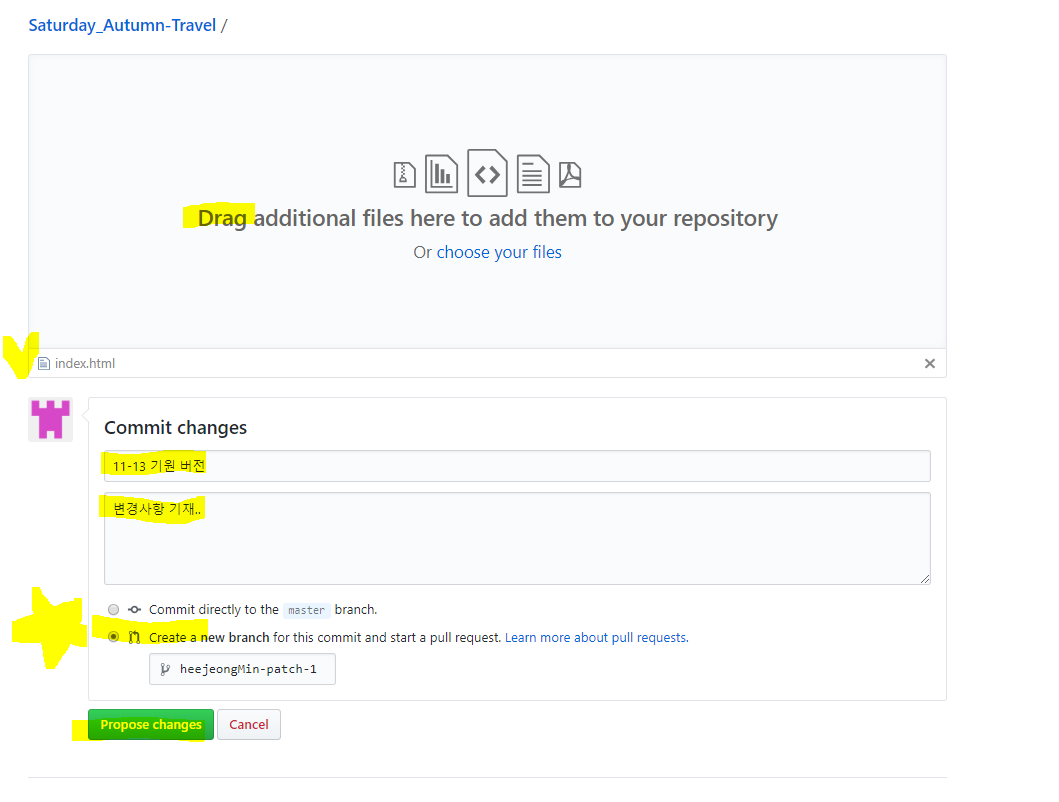 Saturday_Autumn-Travel /
Drag additional files here to add them to your repository
Or choose your files
index.html
Commit changes
11-13 기원 버전
변경사항 기재..
Commit directly to the master branch.
Create a new branch for this commit and start a pull request. Learn more about pull requests.
heejeongMin-patch-1
Propose changes Cancel